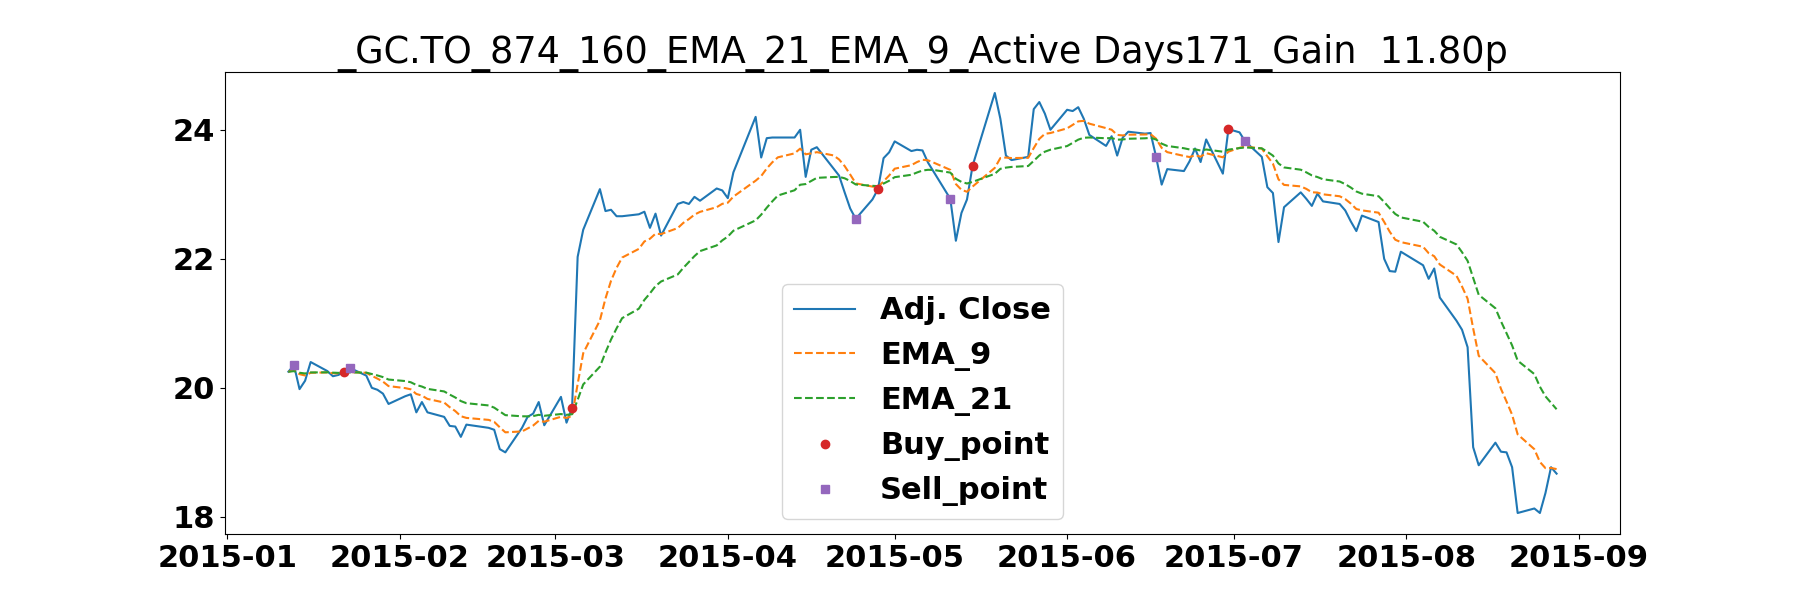 _GC.TO_874_160_EMA_21_EMA_9_Active Days171_Gain  11.80p
24
22
20
18
Adj. Close
EMA_9
EMA_21
Buy_point
Sell_point
2015-01 2015-02 2015-03 2015-04 2015-05 2015-06 2015-07 2015-08 2015-09